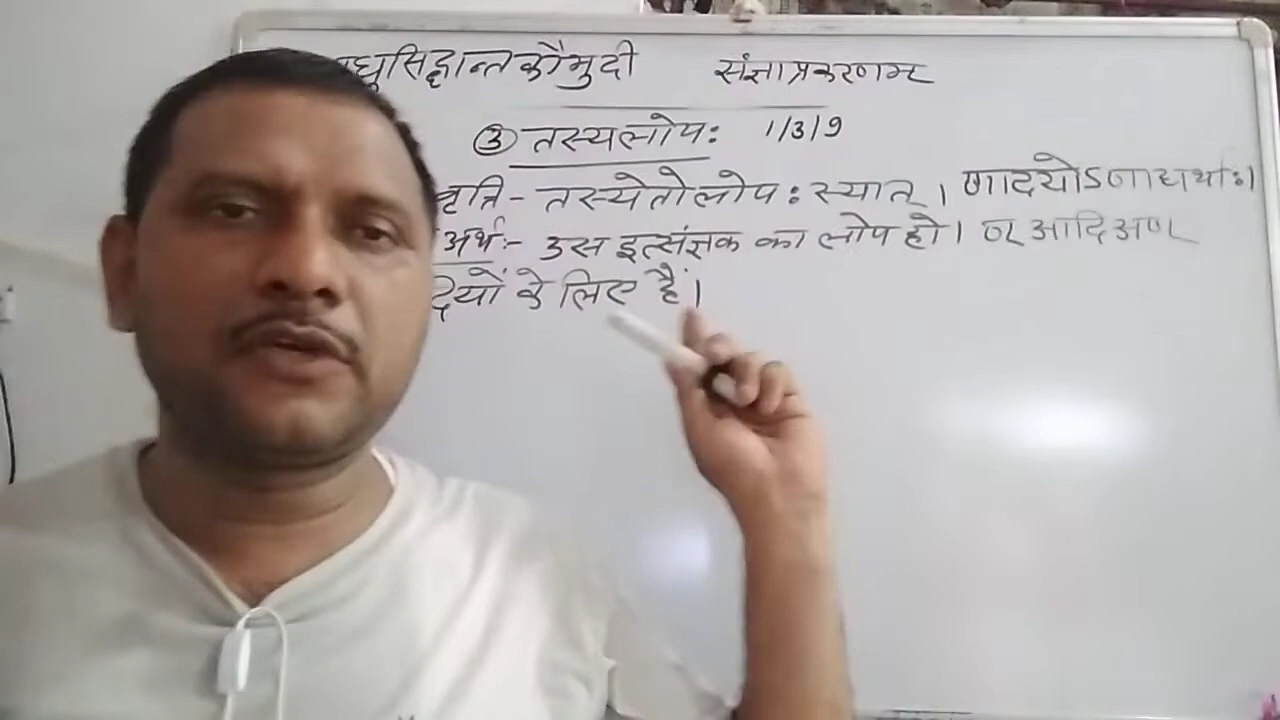 घुसिद्धान्तकौमुदी संज्ञाप्रकरणम्
③ तस्यलोपः 1/3/9
वृत्ति - तस्येतोलोपः स्यात् । णादयोऽणाद्यर्थाः।
अर्थः- उस इत्संज्ञक का लोप हो। ण् आदि अण्
दियों के लिए है।